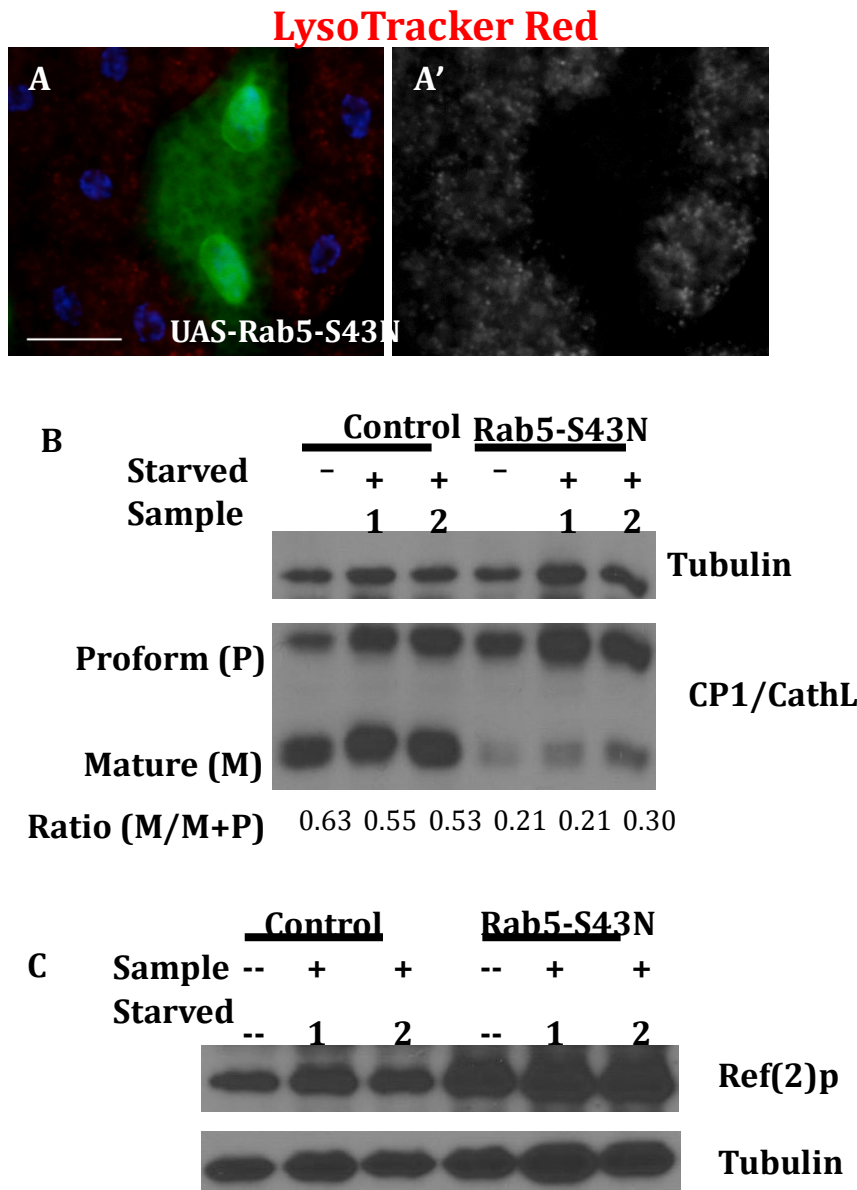 LysoTracker Red
A
A’
UAS-Rab5-S43N
B
Control Rab5-S43N
Starved – + + – + +
Sample 1 2 1 2
Tubulin
Proform (P)
CP1/CathL
Mature (M)
Ratio (M/M+P) 0.63 0.55 0.53 0.21 0.21 0.30
Control Rab5-S43N
C Sample -- + + -- + +
Starved -- 1 2 -- 1 2
Ref(2)p
Tubulin